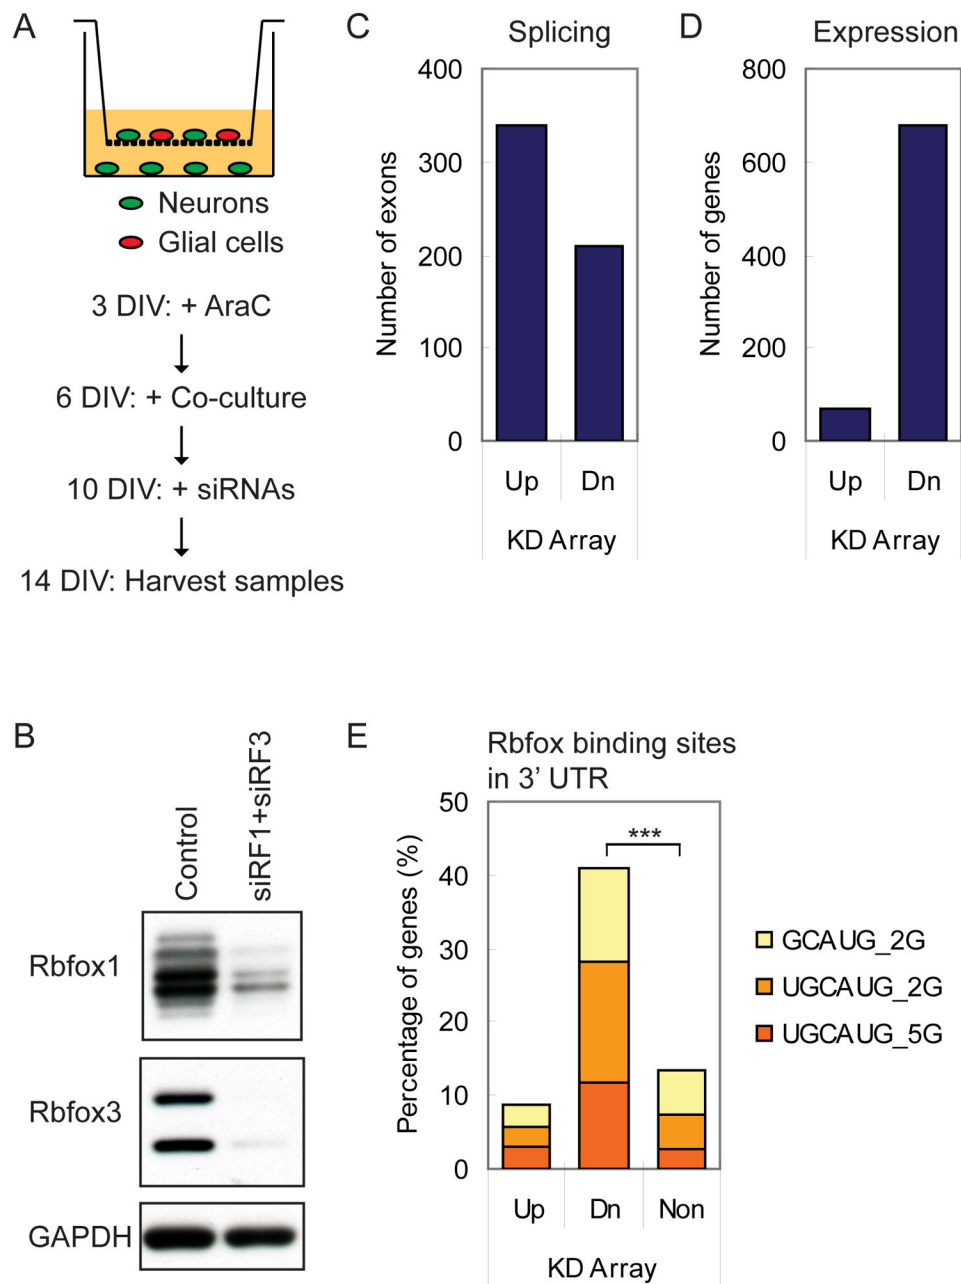 A
Neurons
Glial cells
3 DIV: + AraC
6 DIV: + Co-culture
10 DIV: + siRNAs
14 DIV: Harvest samples
B
Control
siRF1+siRF3
Rbfox1
Rbfox3
GAPDH
C
Splicing
Number of exons
400
300
200
100
0
Up
Dn
KD Array
D
Expression
Number of genes
800
600
400
200
0
Up
Dn
KD Array
E
Rbfox binding sites
in 3' UTR
Percentage of genes (%)
50
40
30
20
10
0
***
Up
Dn
Non
KD Array
GCAUG_2G
UGCAUG_2G
UGCAUG_5G